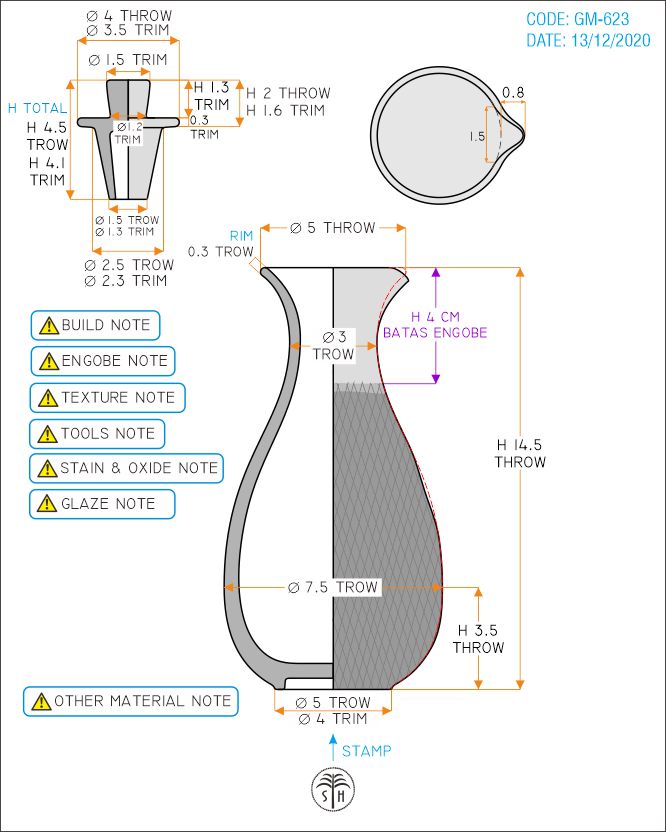 CODE: GM-623
DATE: 13/12/2020
Ø 4 THROW
Ø 3.5 TRIM
Ø 1.5 TRIM
H 1.3
TRIM
H 2 THROW
H 1.6 TRIM
H TOTAL
H 4.5
TROW
H 4.1
TRIM
Ø1.2
TRIM
0.3
TRIM
Ø 1.5 TROW
Ø 1.3 TRIM
Ø 2.5 TROW
Ø 2.3 TRIM
0.8
1.5
RIM
0.3 TROW
Ø 5 THROW
H 4 CM
BATAS ENGOBE
Ø 3
TROW
BUILD NOTE
ENGOBE NOTE
TEXTURE NOTE
TOOLS NOTE
STAIN & OXIDE NOTE
GLAZE NOTE
H 14.5
THROW
Ø 7.5 TROW
H 3.5
THROW
OTHER MATERIAL NOTE
Ø 5 TROW
Ø 4 TRIM
STAMP
S H